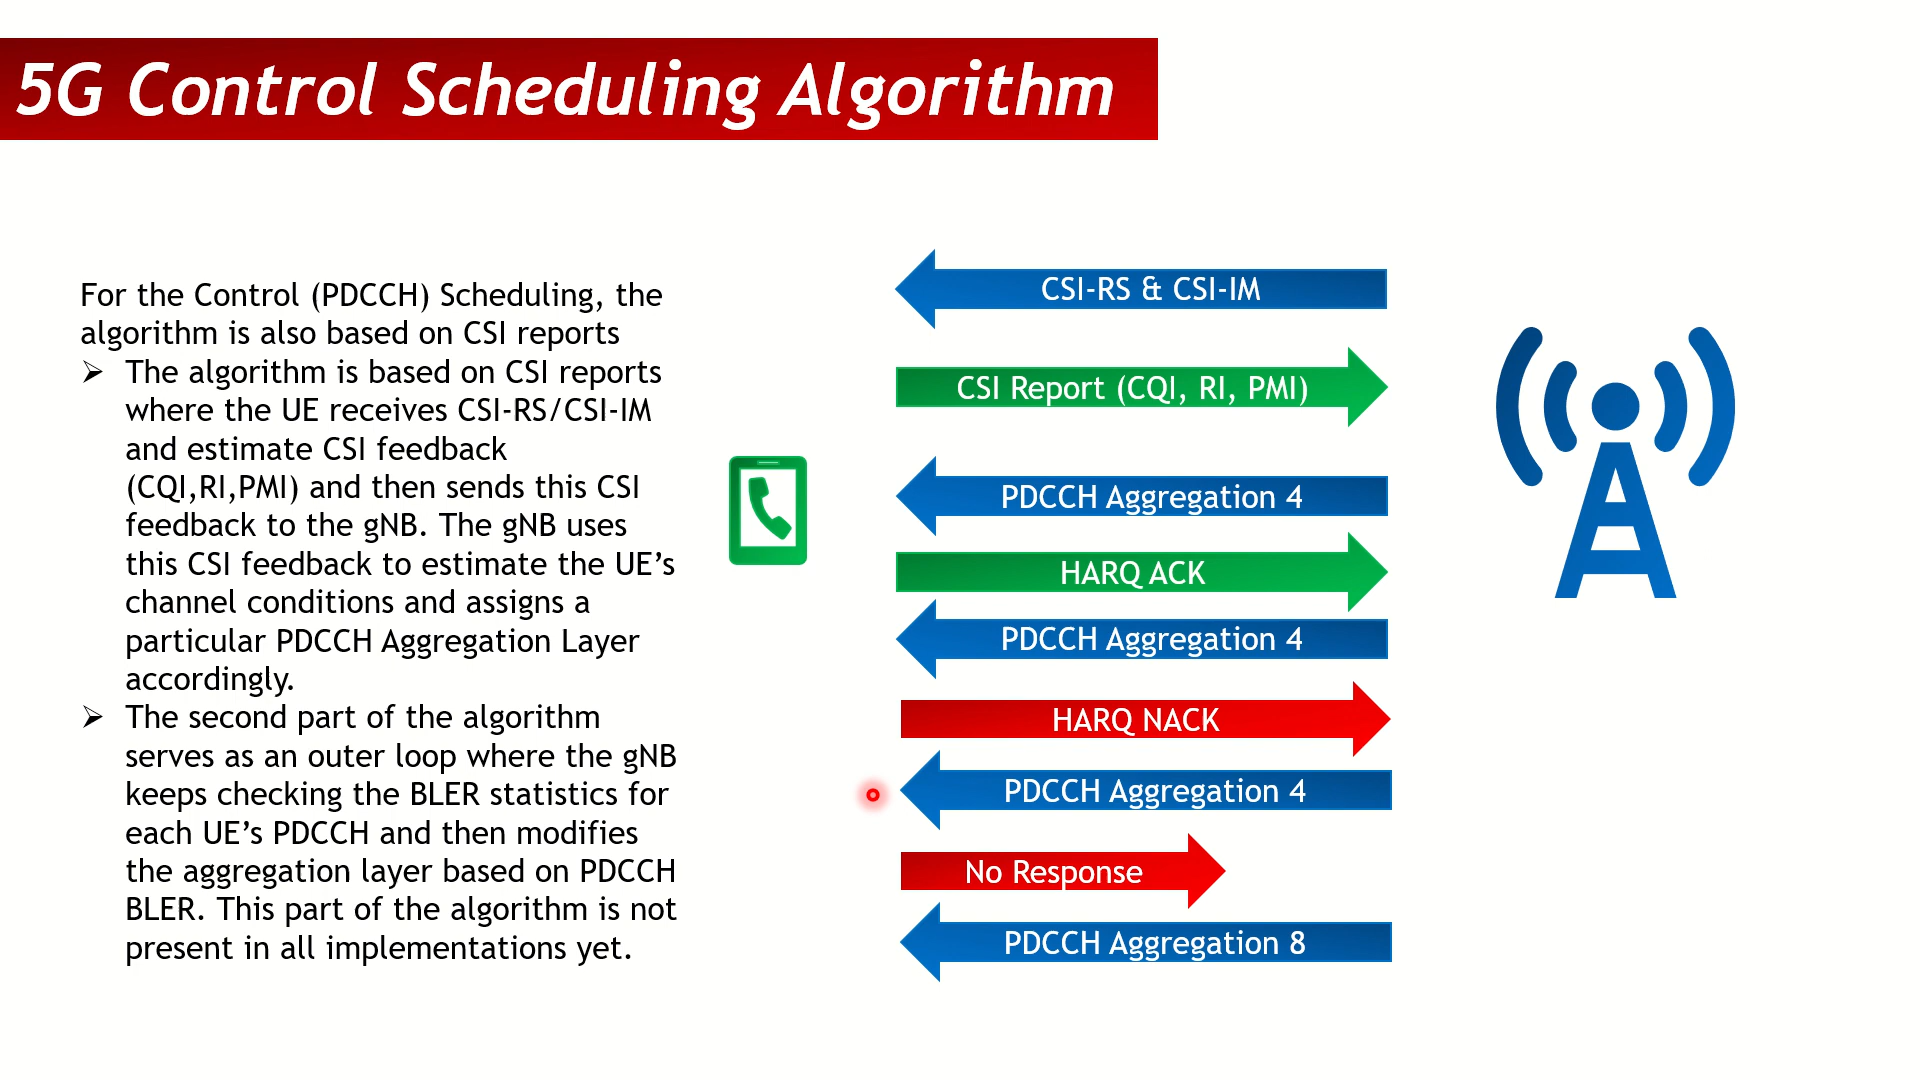 5G Control Scheduling Algorithm
For the Control (PDCCH) Scheduling, the
algorithm is also based on CSI reports
➢ The algorithm is based on CSI reports
where the UE receives CSI-RS/CSI-IM
and estimate CSI feedback
(CQI,RI,PMI) and then sends this CSI
feedback to the gNB. The gNB uses
this CSI feedback to estimate the UE’s
channel conditions and assigns a
particular PDCCH Aggregation Layer
accordingly.
➢ The second part of the algorithm
serves as an outer loop where the gNB
keeps checking the BLER statistics for
each UE’s PDCCH and then modifies
the aggregation layer based on PDCCH
BLER. This part of the algorithm is not
present in all implementations yet.
CSI-RS & CSI-IM
CSI Report (CQI, RI, PMI)
PDCCH Aggregation 4
HARQ ACK
PDCCH Aggregation 4
HARQ NACK
PDCCH Aggregation 4
No Response
PDCCH Aggregation 8